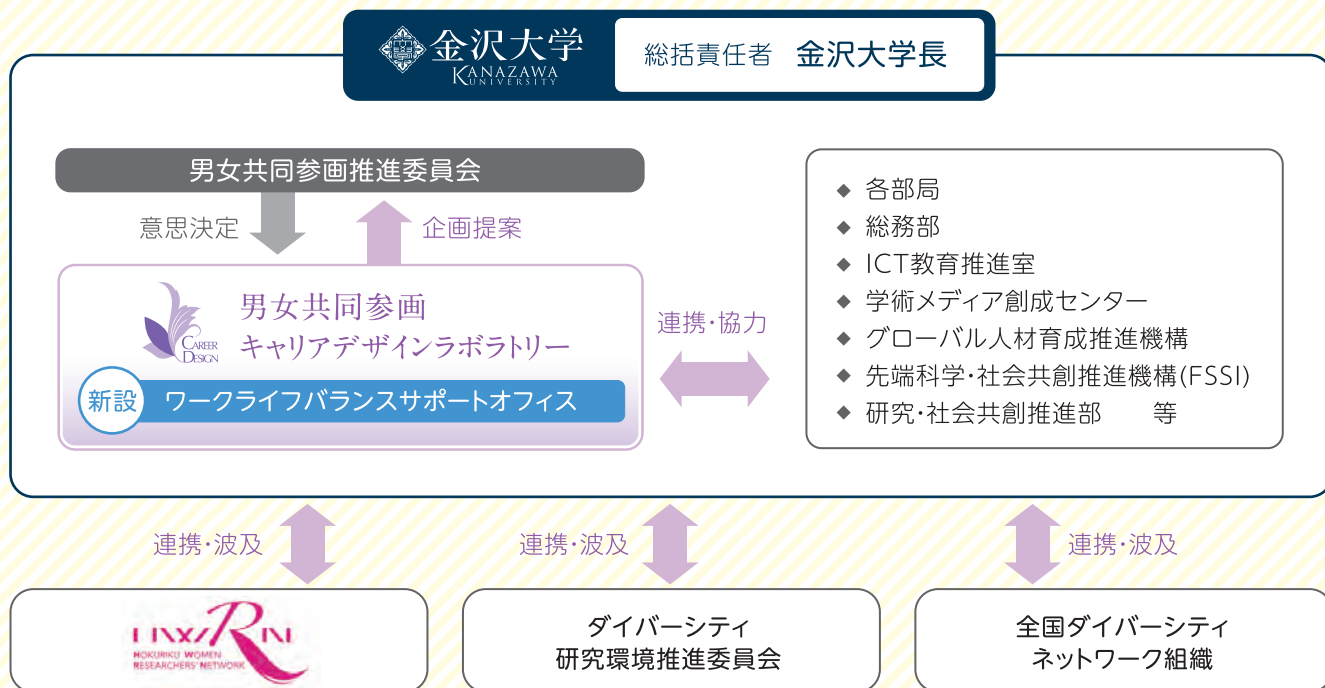 金沢大学
KANAZAWA
UNIVERSITY
総括責任者 金沢大学長
男女共同参画推進委員会
意思決定
企画提案
CAREER
DESIGN
男女共同参画
キャリアデザインラボラトリー
新設 ワークライフバランスサポートオフィス
連携・協力
◆ 各部局
◆ 総務部
◆ ICT教育推進室
◆ 学術メディア創成センター
◆ グローバル人材育成推進機構
◆ 先端科学・社会共創推進機構(FSSI)
◆ 研究・社会共創推進部 等
連携・波及
連携・波及
連携・波及
HOKURIKU WOMEN
RESEARCHERS' NETWORK
ダイバーシティ
研究環境推進委員会
全国ダイバーシティ
ネットワーク組織